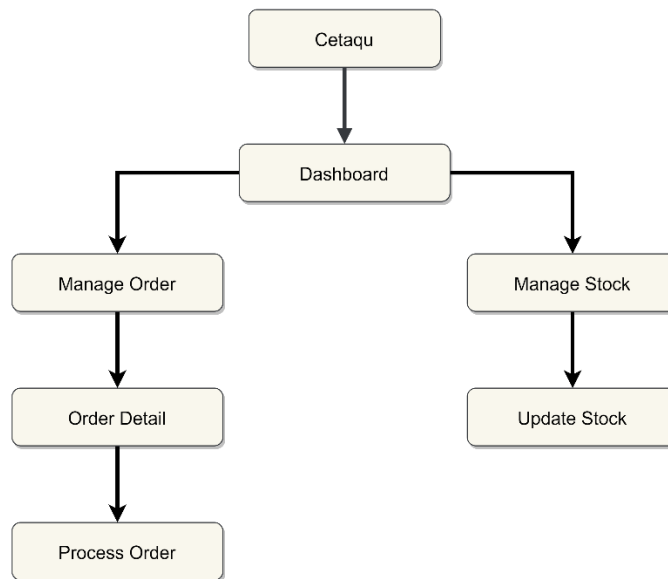 Cetaqu
Dashboard
Manage Order
Manage Stock
Order Detail
Update Stock
Process Order